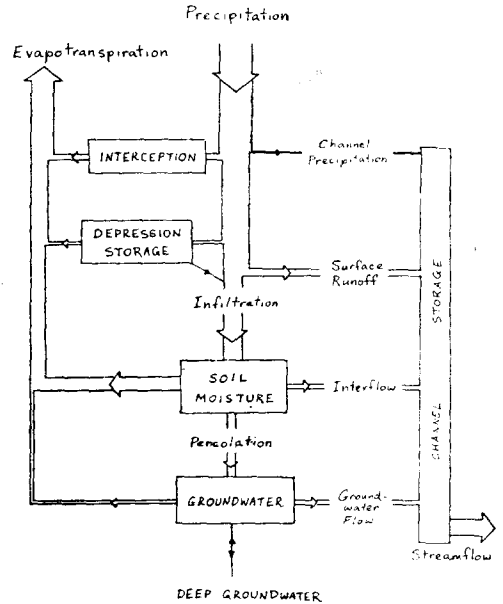 Precipitation
Evapotranspiration
INTERCEPTION
Channel
Precipitation
DEPRESSION
STORAGE
Surface
Runoff
Infiltration
SOIL
MOISTURE
Interflow
Percolation
GROUNDWATER
Ground-
water
Flow
CHANNEL STORAGE
Streamflow
DEEP GROUNDWATER